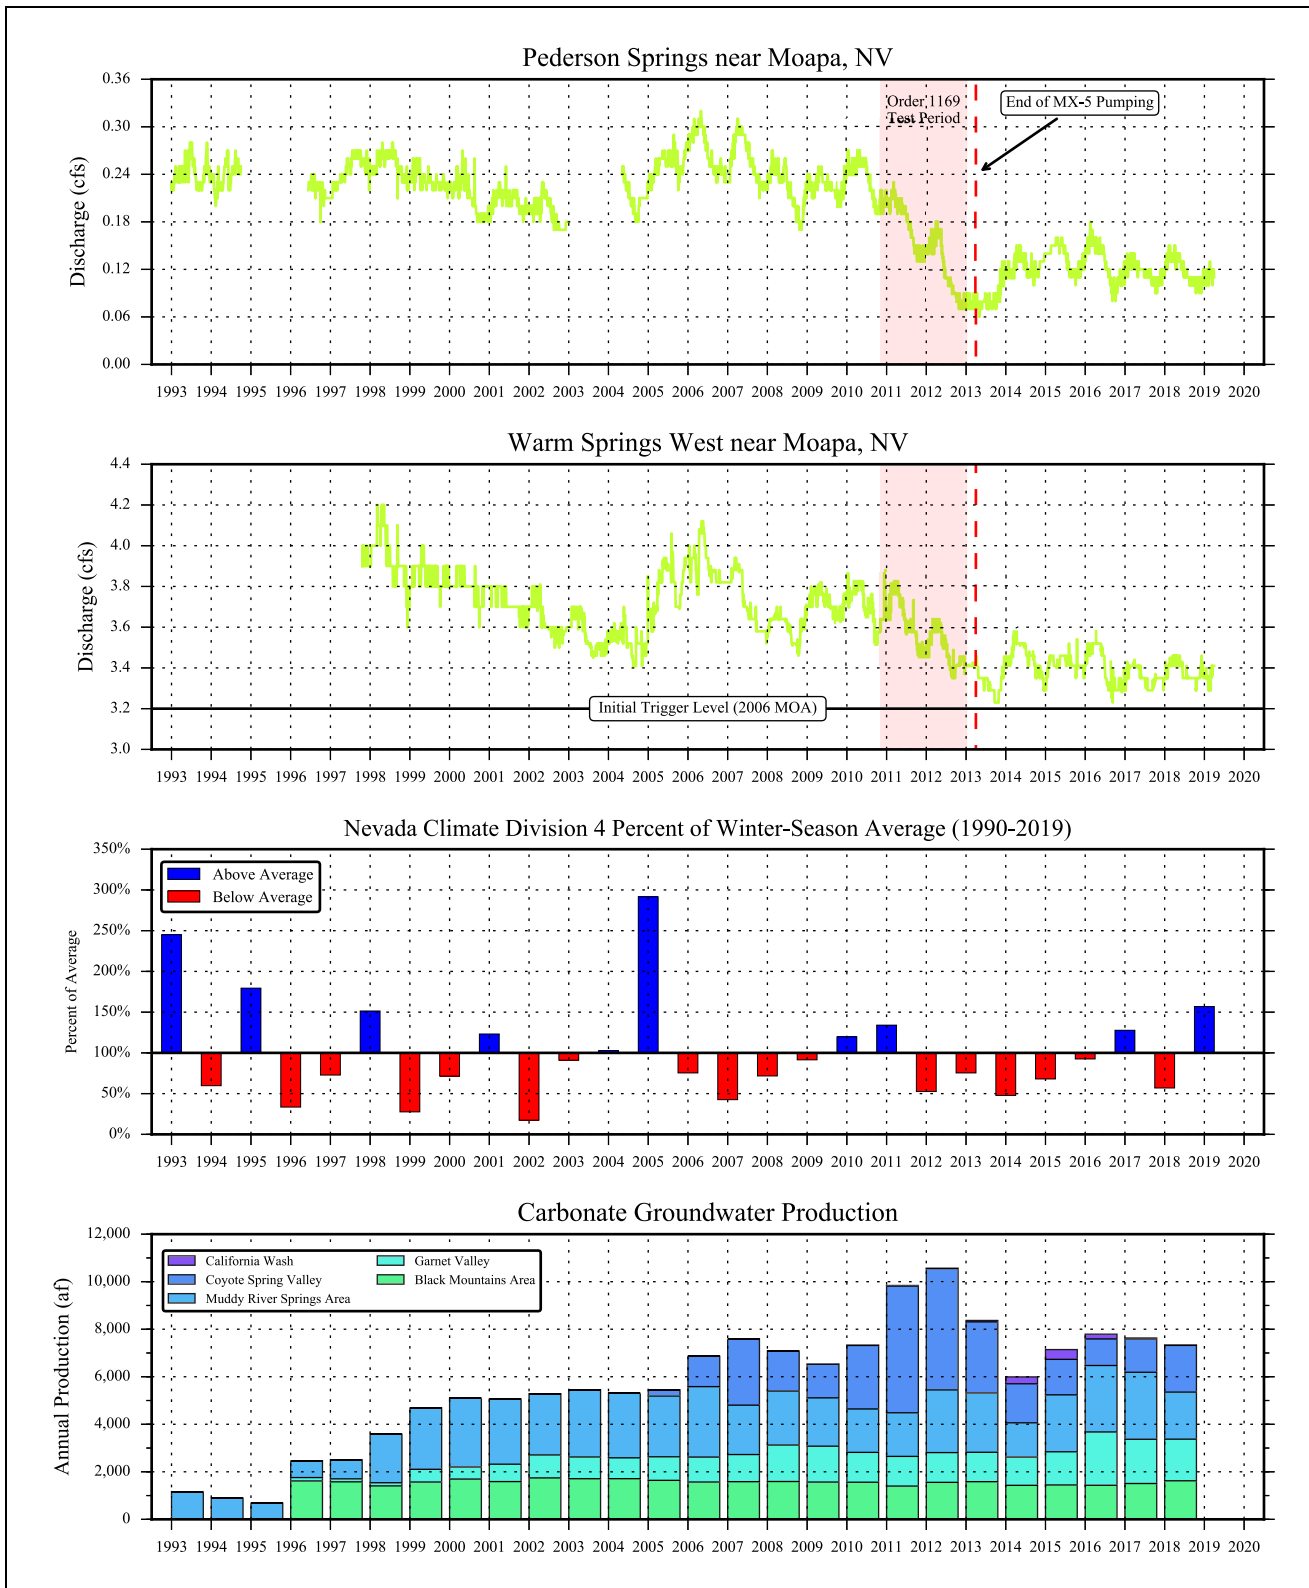 Pederson Springs near Moapa, NV
0.36
0.30
0.24
0.18
0.12
0.06
0.00
Discharge (cfs)
Order 1169
Test Period
End of MX-5 Pumping
1993 1994 1995 1996 1997 1998 1999 2000 2001 2002 2003 2004 2005 2006 2007 2008 2009 2010 2011 2012 2013 2014 2015 2016 2017 2018 2019 2020
Warm Springs West near Moapa, NV
4.4
4.2
4.0
3.8
3.6
3.4
3.2
3.0
Discharge (cfs)
Initial Trigger Level (2006 MOA)
1993 1994 1995 1996 1997 1998 1999 2000 2001 2002 2003 2004 2005 2006 2007 2008 2009 2010 2011 2012 2013 2014 2015 2016 2017 2018 2019 2020
Nevada Climate Division 4 Percent of Winter-Season Average (1990-2019)
350%
300%
250%
200%
150%
100%
50%
0%
Percent of Average
Above Average
Below Average
1993 1994 1995 1996 1997 1998 1999 2000 2001 2002 2003 2004 2005 2006 2007 2008 2009 2010 2011 2012 2013 2014 2015 2016 2017 2018 2019 2020
Carbonate Groundwater Production
12,000
10,000
8,000
6,000
4,000
2,000
0
Annual Production (af)
California Wash
Coyote Spring Valley
Muddy River Springs Area
Garnet Valley
Black Mountains Area
1993 1994 1995 1996 1997 1998 1999 2000 2001 2002 2003 2004 2005 2006 2007 2008 2009 2010 2011 2012 2013 2014 2015 2016 2017 2018 2019 2020